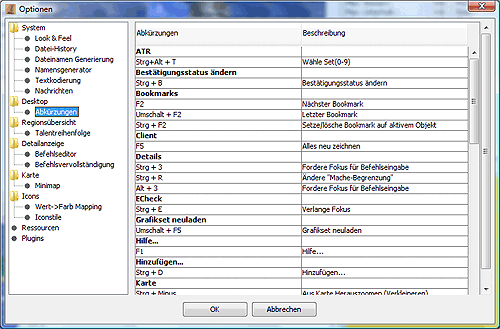 Optionen
System
Look & Feel
Datei-History
Dateinamen Generierung
Namensgenerator
Textkodierung
Nachrichten
Desktop
Abkürzungen
Regionsübersicht
Talentreihenfolge
Detailanzeige
Befehlseditor
Befehlsvervollständigung
Karte
Minimap
Icons
Wert->Farb Mapping
Iconstile
Ressourcen
Plugins
Abkürzungen Beschreibung
ATR
Strg+Alt + T Wähle Set(0-9)
Bestätigungsstatus ändern
Strg + B Bestätigungsstatus ändern
Bookmarks
F2 Nächster Bookmark
Umschalt + F2 Letzter Bookmark
Strg + F2 Setze/lösche Bookmark auf aktivem Objekt
Client
F5 Alles neu zeichnen
Details
Strg + 3 Fordere Fokus für Befehlseingabe
Strg + R Ändere "Mache-Begrenzung"
Alt + 3 Fordere Fokus für Befehlseingabe
ECheck
Strg + E Verlange Fokus
Grafikset neuladen
Umschalt + F5 Grafikset neuladen
Hilfe...
F1 Hilfe...
Hinzufügen...
Strg + D Hinzufügen...
Karte
Strg + Minus Aus Karte Herauszoomen (Verkleinern)
OK Abbrechen